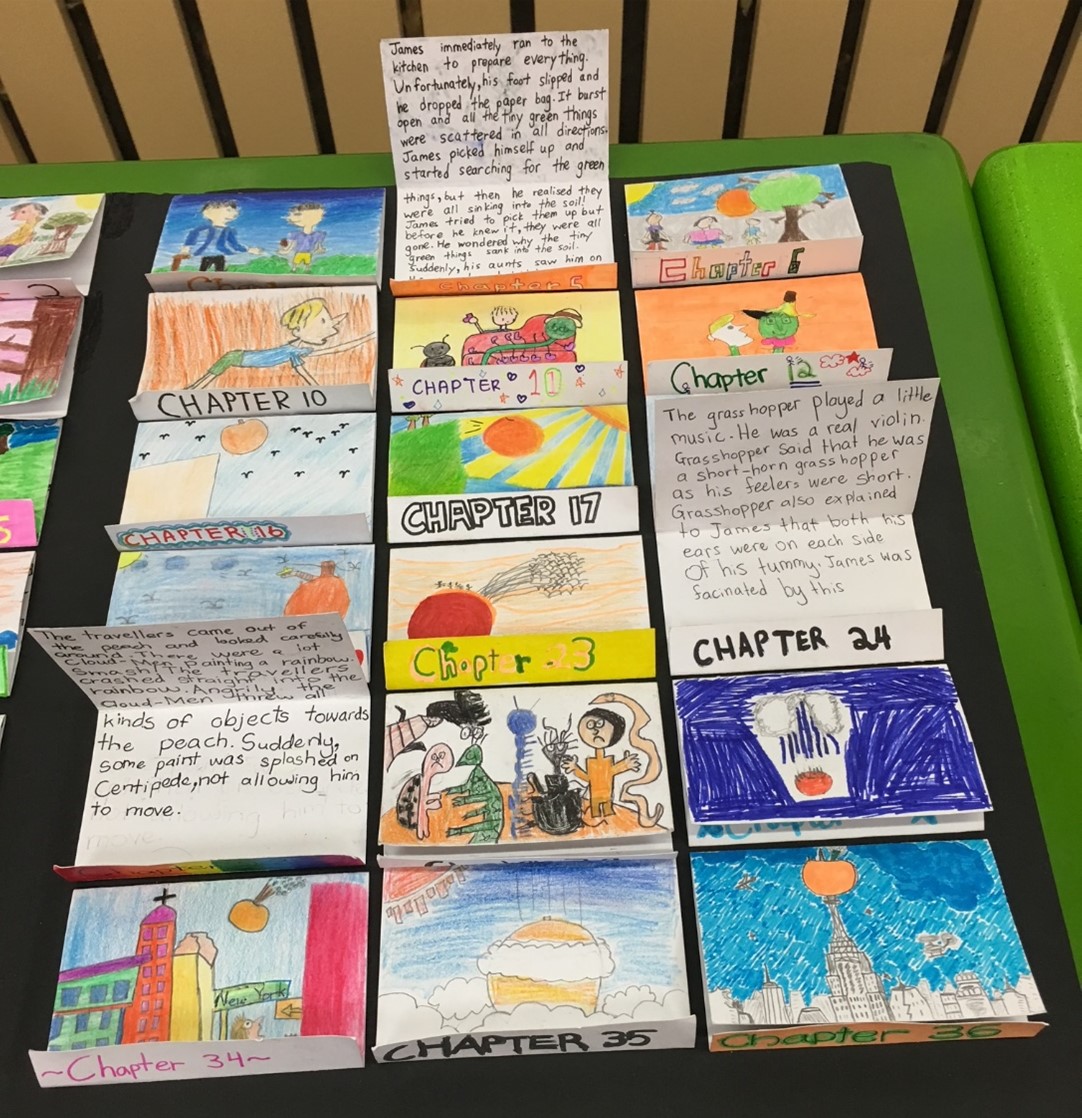 James immediately ran to the
kitchen to prepare everything.
Unfortunately, his foot slipped and
he dropped the paper bag. It burst
open and all the tiny green things
were scattered in all directions.
James picked himself up and
started searching for the green
things, but then he realised they
were all sinking into the soil!
James tried to pick them up but
before he knew it, they were all
gone. He wondered why the tiny
green things sank into the soil.
Suddenly, his aunts saw him on
Chapter 5
Chapter 6
CHAPTER 10
CHAPTER 11
Chapter 12
5
CHAPTER 16
CHAPTER 17
The grasshopper played a little
music. He was a real violin.
Grasshopper said that he was
a short-horn grasshopper
as his feelers were short.
Grasshopper also explained
to James that both his
ears were on each side
of his tummy. James was
facinated by this
Chapter 23
CHAPTER 24
The travellers came out of
the peach and looked carefully
around. There were a lot
Cloud-Men painting a rainbow.
Smash! The travellers
crashed straight into the
rainbow. Angrily, the
Cloud-Men threw all
kinds of objects towards
the peach. Suddenly,
some paint was splashed on
Centipede, not allowing him
to move.
Chapter
New York
~Chapter 34~
CHAPTER 35
Chapter 36